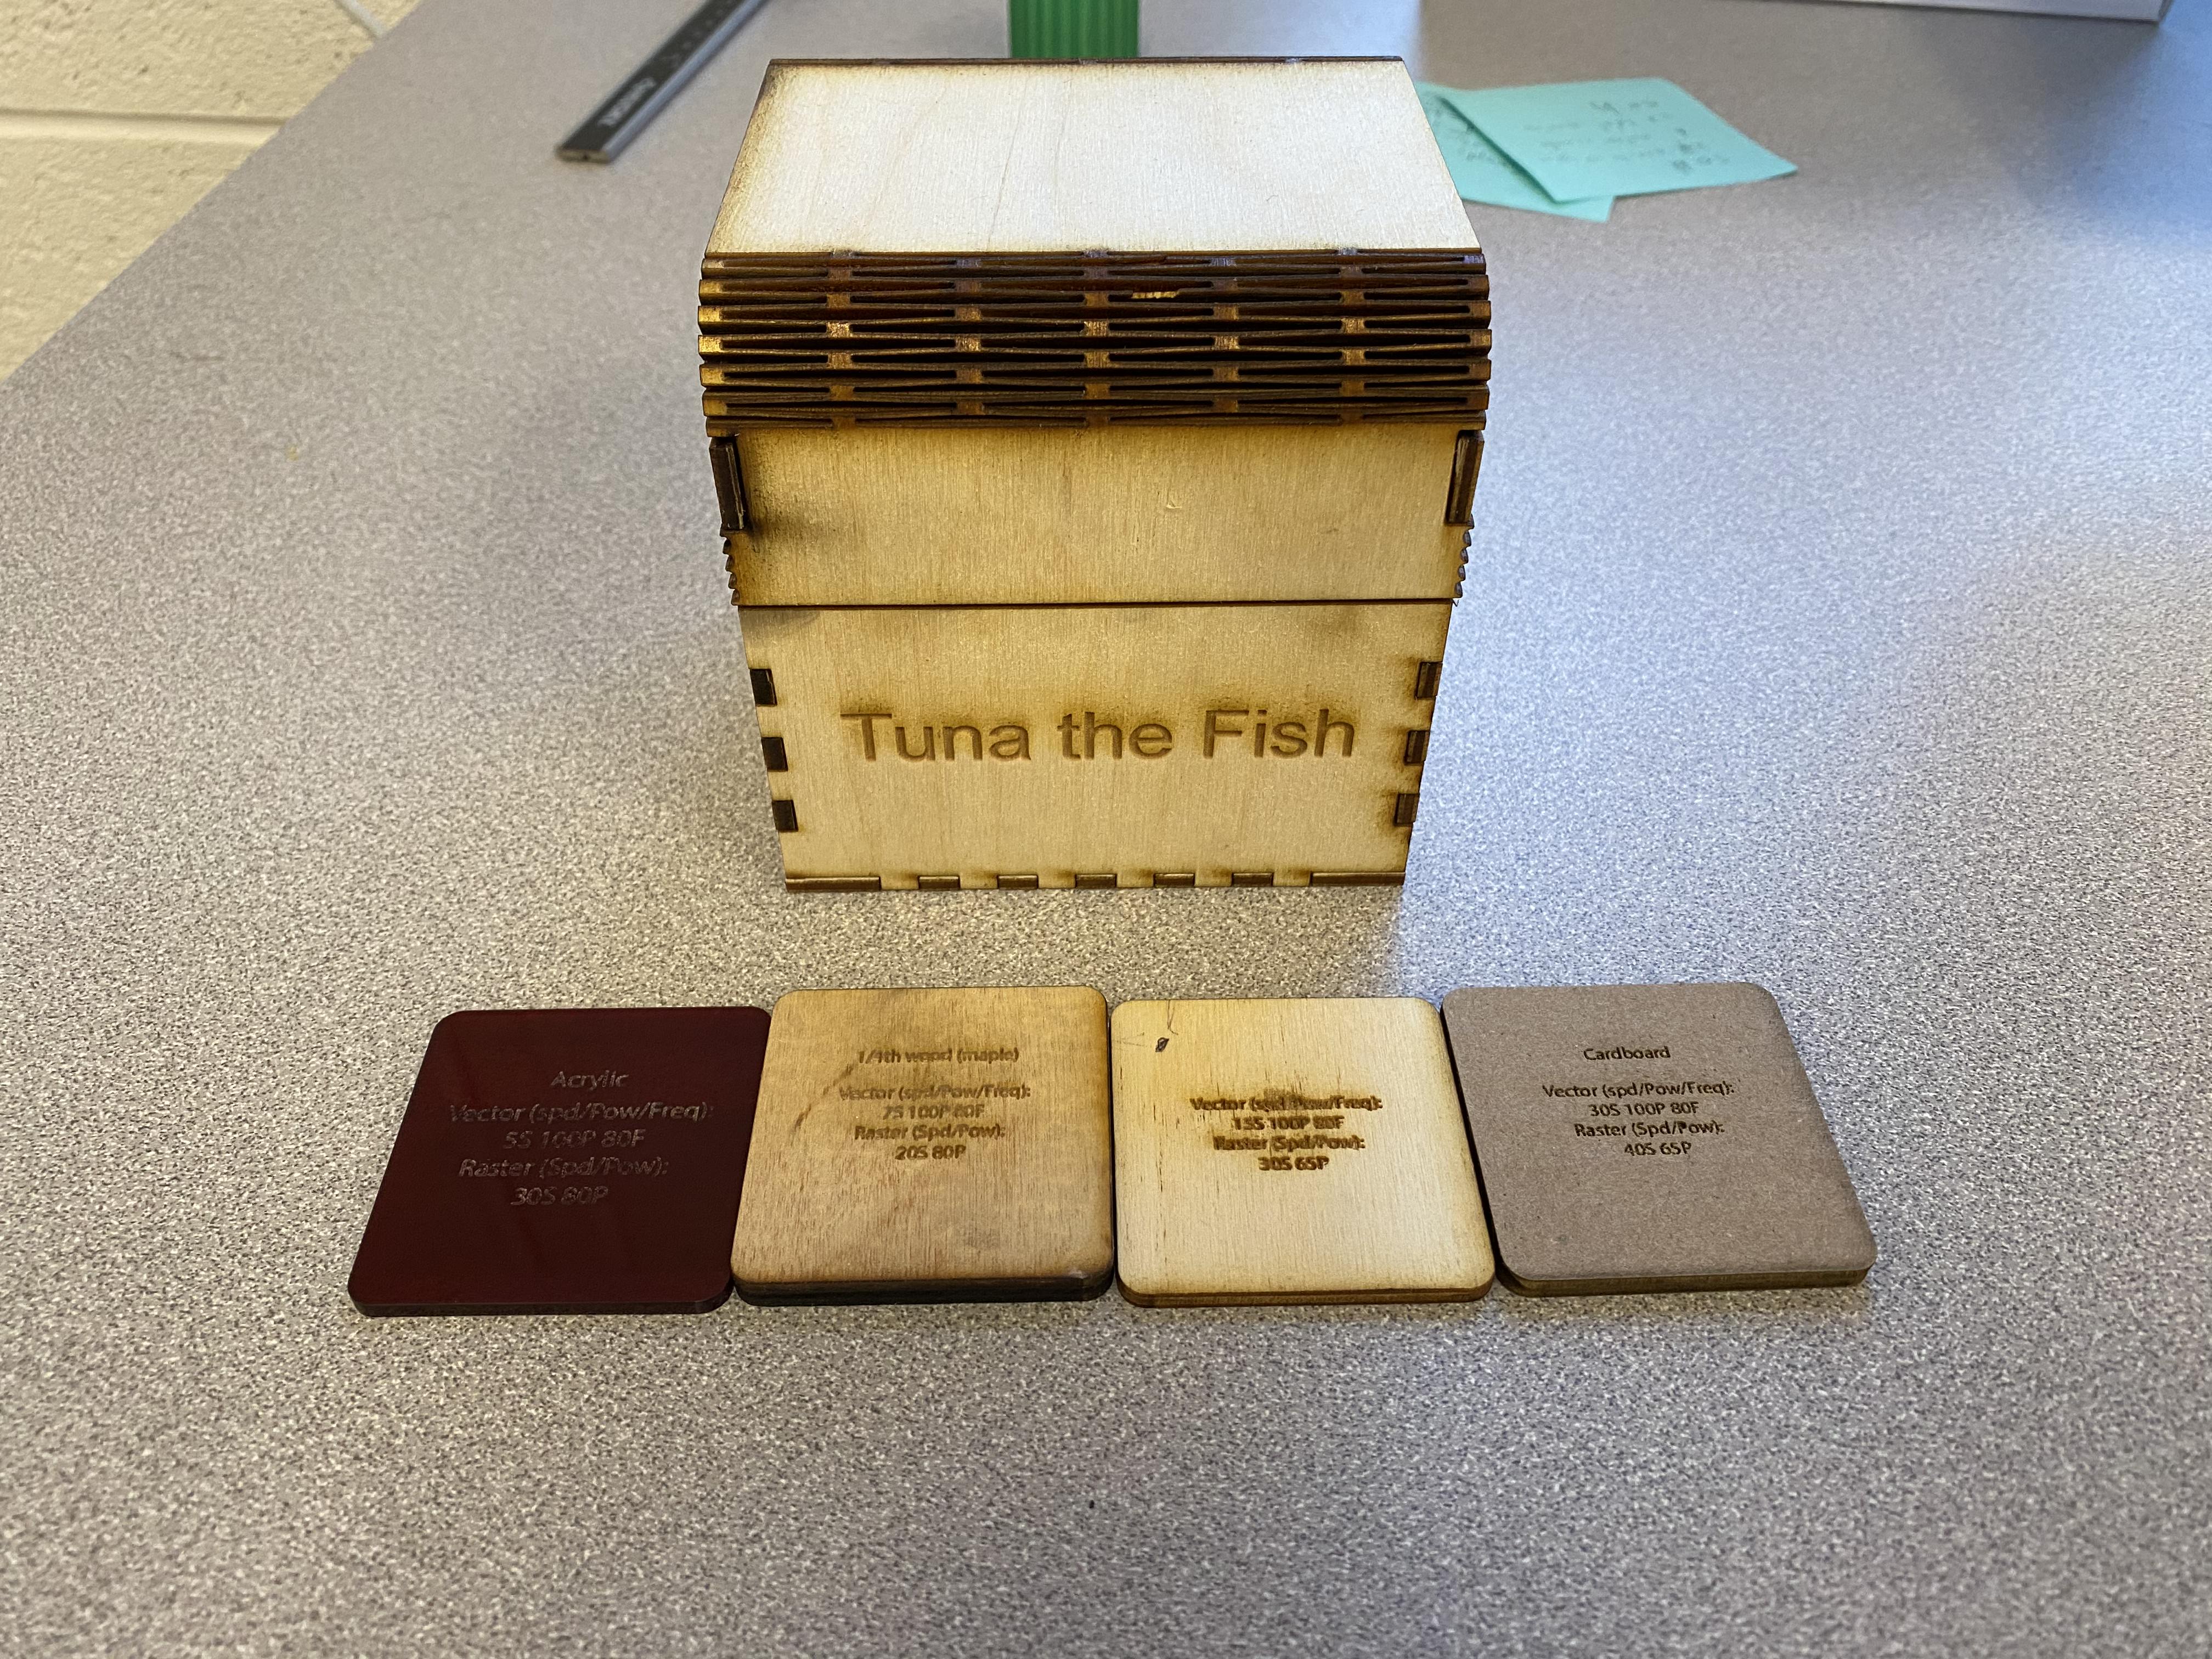 Tuna the Fish
Acrylic
Vector (spd/Pow/Freq):
5S 100P 80F
Raster (Spd/Pow):
30S 80P
1/4th wood (maple)
Vector (spd/Pow/Freq):
2S 100P 80F
Raster (Spd/Pow):
20S 80P
Vector (spd/Pow/Freq):
15S 100P 80F
Raster (Spd/Pow):
30S 65P
Cardboard
Vector (spd/Pow/Freq):
30S 100P 80F
Raster (Spd/Pow):
40S 65P